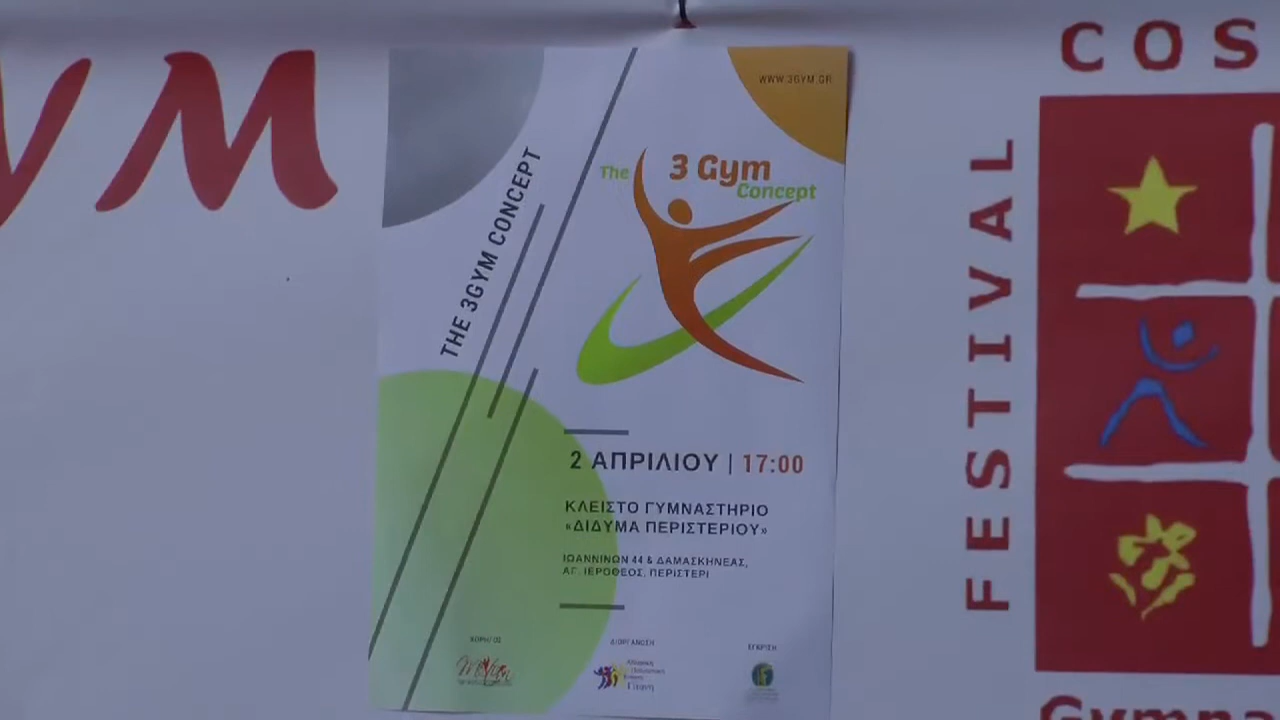 YM
COS
FESTIVAL
WWW.3GYM.GR
The 3 Gym
Concept
THE 3GYM CONCEPT
2 ΑΠΡΙΛΙΟΥ | 17:00
ΚΛΕΙΣΤΟ ΓΥΜΝΑΣΤΗΡΙΟ
«ΔΙΔΥΜΑ ΠΕΡΙΣΤΕΡΙΟΥ»
ΙΩΑΝΝΙΝΩΝ 44 & ΔΑΜΑΣΚΗΝΕΑΣ,
ΑΓ. ΙΕΡΟΘΕΟΣ, ΠΕΡΙΣΤΕΡΙ
ΧΟΡΗΓΟΣ
ΔΙΟΡΓΑΝΩΣΗ
ΕΓΚΡΙΣΗ
Gymna